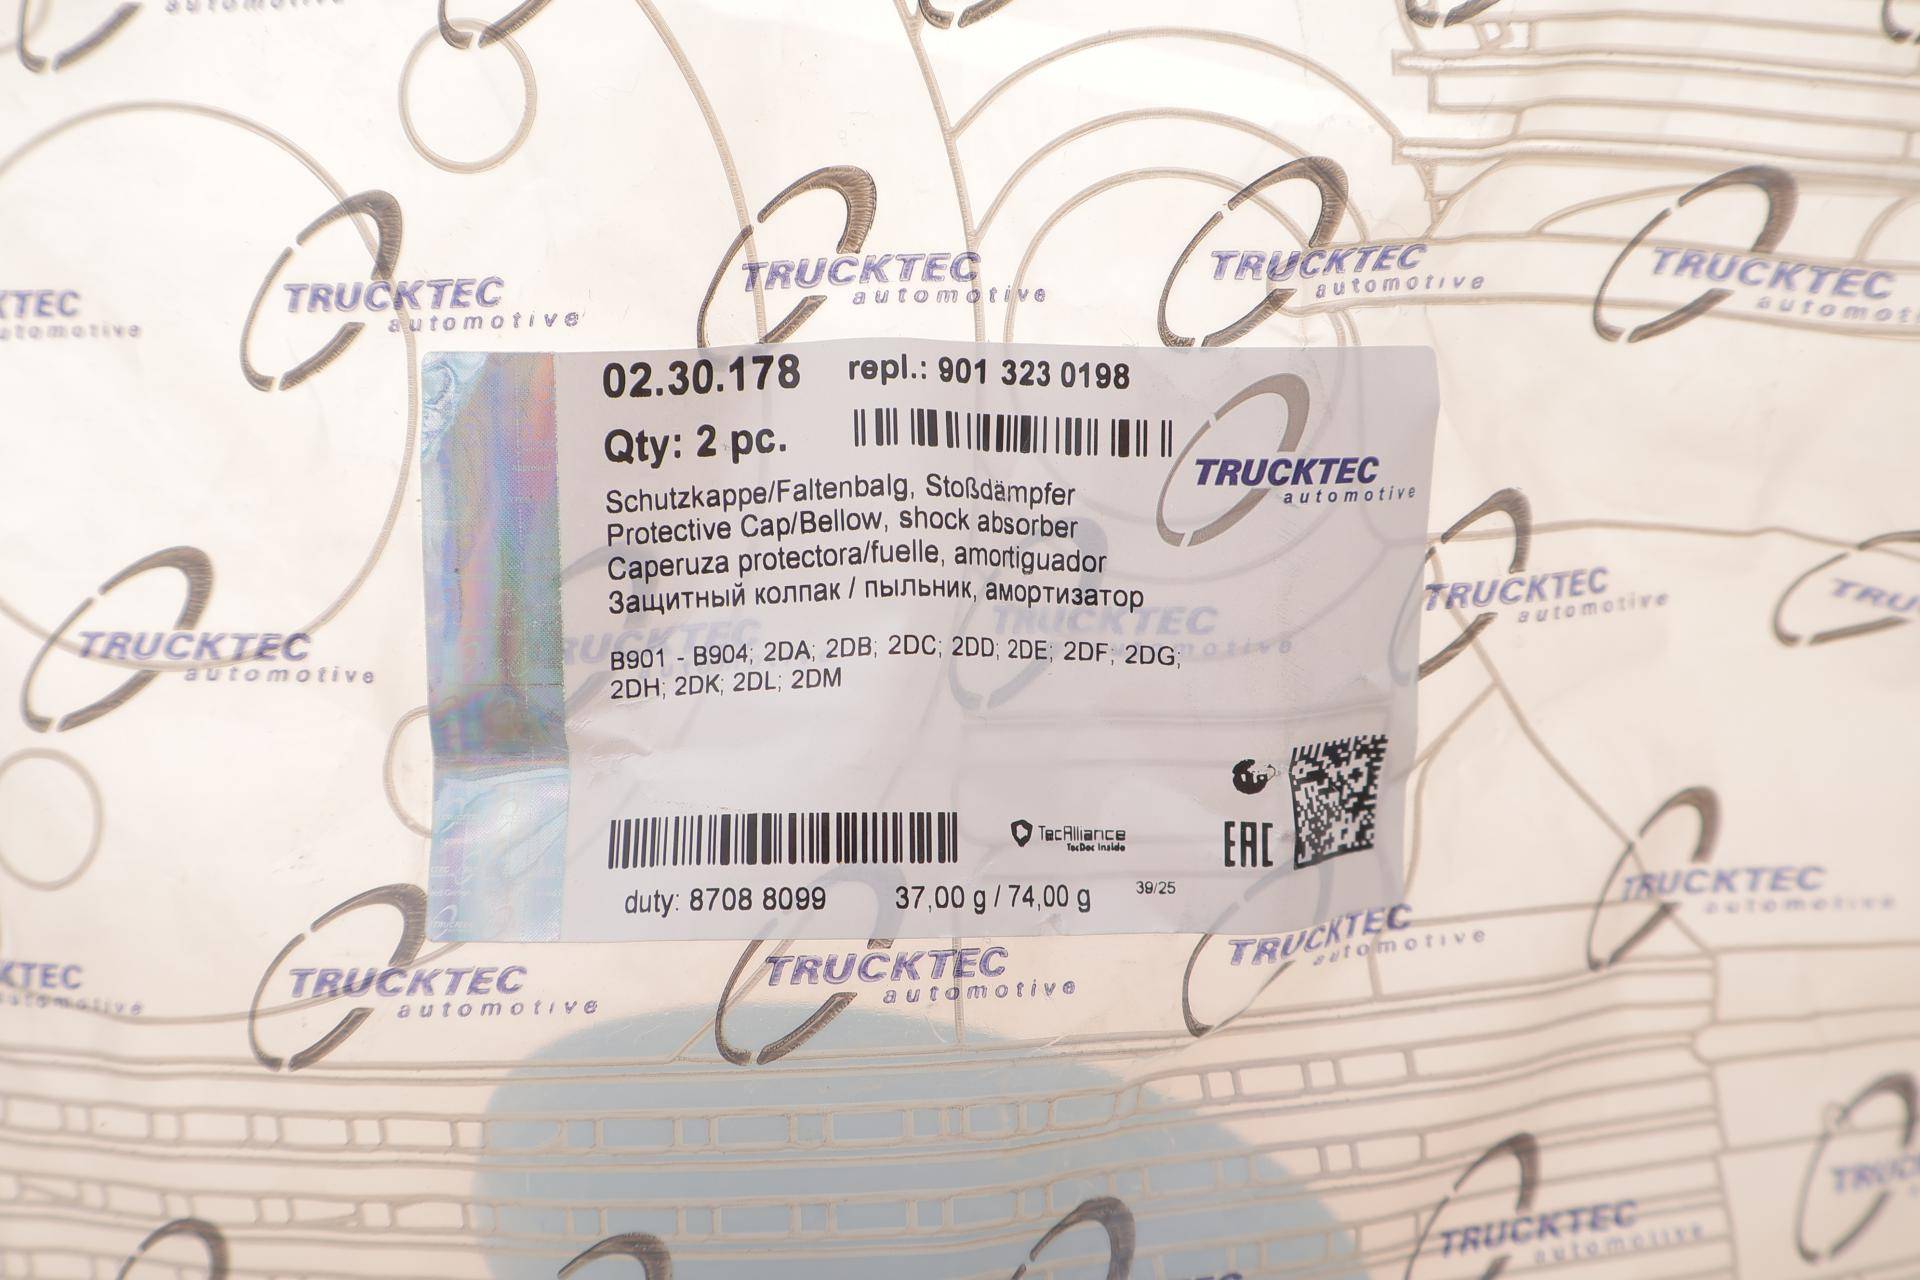 02.30.178 repl.: 901 323 0198
Qty: 2 pc.
TRUCKTEC
automotive
Schutzkappe/Faltenbalg, Stoßdämpfer
Protective Cap/Bellow, shock absorber
Caperuza protectora/fuelle, amortiguador
Защитный колпак / пыльник, амортизатор
B901 - B904; 2DA; 2DB; 2DC; 2DD; 2DE; 2DF; 2DG;
2DH; 2DK; 2DL; 2DM
TecAlliance
TecDoc Inside
EAC
duty: 8708 8099 37,00 g / 74,00 g 39/25
TRUCKTEC
automotive
TRUCKTEC
automotive
TRUCKTEC
automotive
TRUCKTEC
automotive
TRUCKTEC
automotive
TRUCKTEC
automotive
TRUCKTEC
automotive
TRUCKTEC
automotive
TRUCKTEC
automotive
TRUCKTEC
automotive
TRUCKTEC
automotive